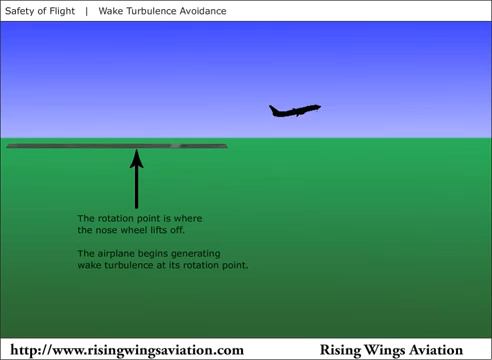 Safety of Flight | Wake Turbulence Avoidance
The rotation point is where
the nose wheel lifts off.
The airplane begins generating
wake turbulence at its rotation point.
http://www.risingwingsaviation.com Rising Wings Aviation